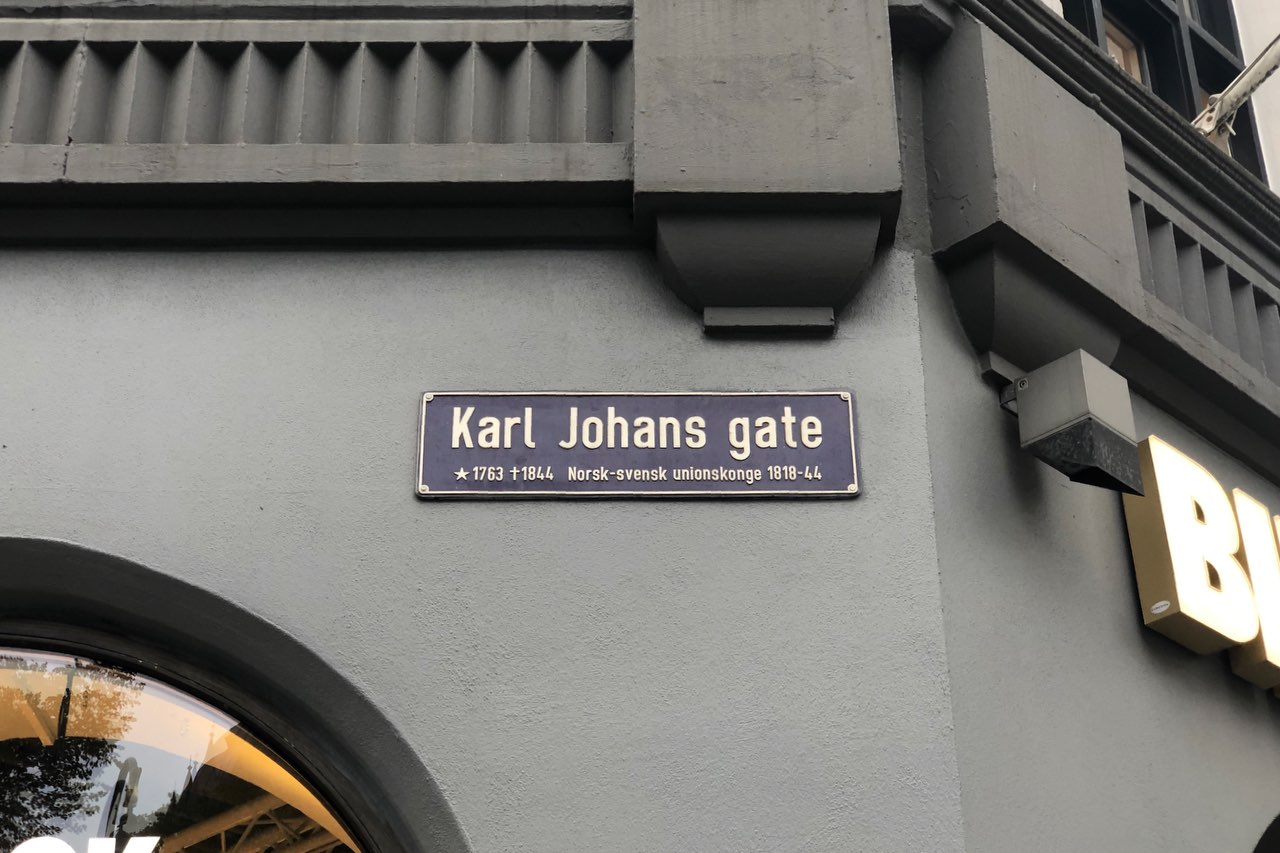 Karl Johans gate
★1763 †1844 Norsk-svensk unionskonge 1818-44